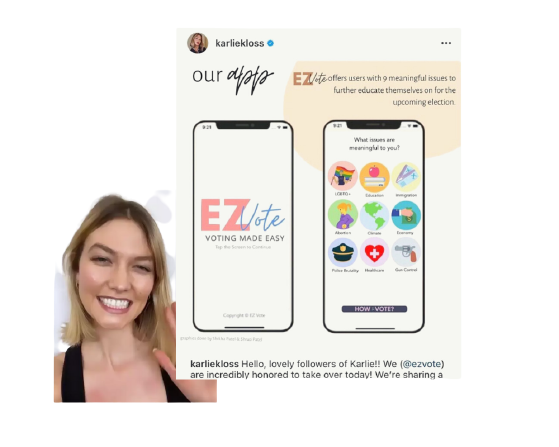 karliekloss
our app
EZ Vote offers users with 9 meaningful issues to
further educate themselves on for the
upcoming election.
9:21
9:21
What issues are
meaningful to you?
LGBTQ+ Education Immigration
Abortion Climate Economy
Police Brutality Healthcare Gun Control
HOW I VOTE?
EZ Vote
VOTING MADE EASY
Tap the Screen to Continue
Copyright © EZ Vote
karliekloss Hello, lovely followers of Karlie!! We (@ezvote)
are incredibly honored to take over today! We're sharing a